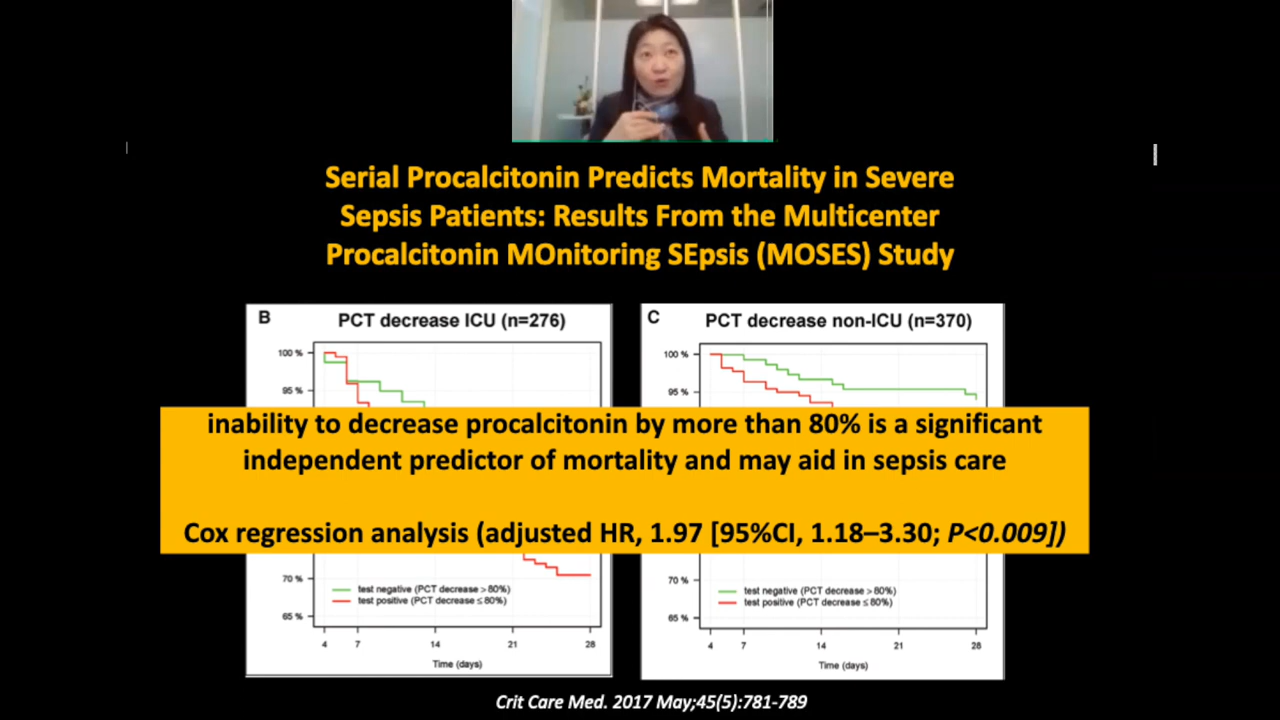 Serial Procalcitonin Predicts Mortality in Severe
Sepsis Patients: Results From the Multicenter
Procalcitonin MOnitoring SEpsis (MOSES) Study
B
PCT decrease ICU (n=276)
100 %
95 %
70 %
65 %
test negative (PCT decrease > 80%)
test positive (PCT decrease ≤ 80%)
4 7 14 21 28
Time (days)
C
PCT decrease non-ICU (n=370)
100 %
95 %
70 %
65 %
test negative (PCT decrease > 80%)
test positive (PCT decrease ≤ 80%)
4 7 14 21 28
Time (days)
inability to decrease procalcitonin by more than 80% is a significant
independent predictor of mortality and may aid in sepsis care
Cox regression analysis (adjusted HR, 1.97 [95%CI, 1.18–3.30; P<0.009])
Crit Care Med. 2017 May;45(5):781-789